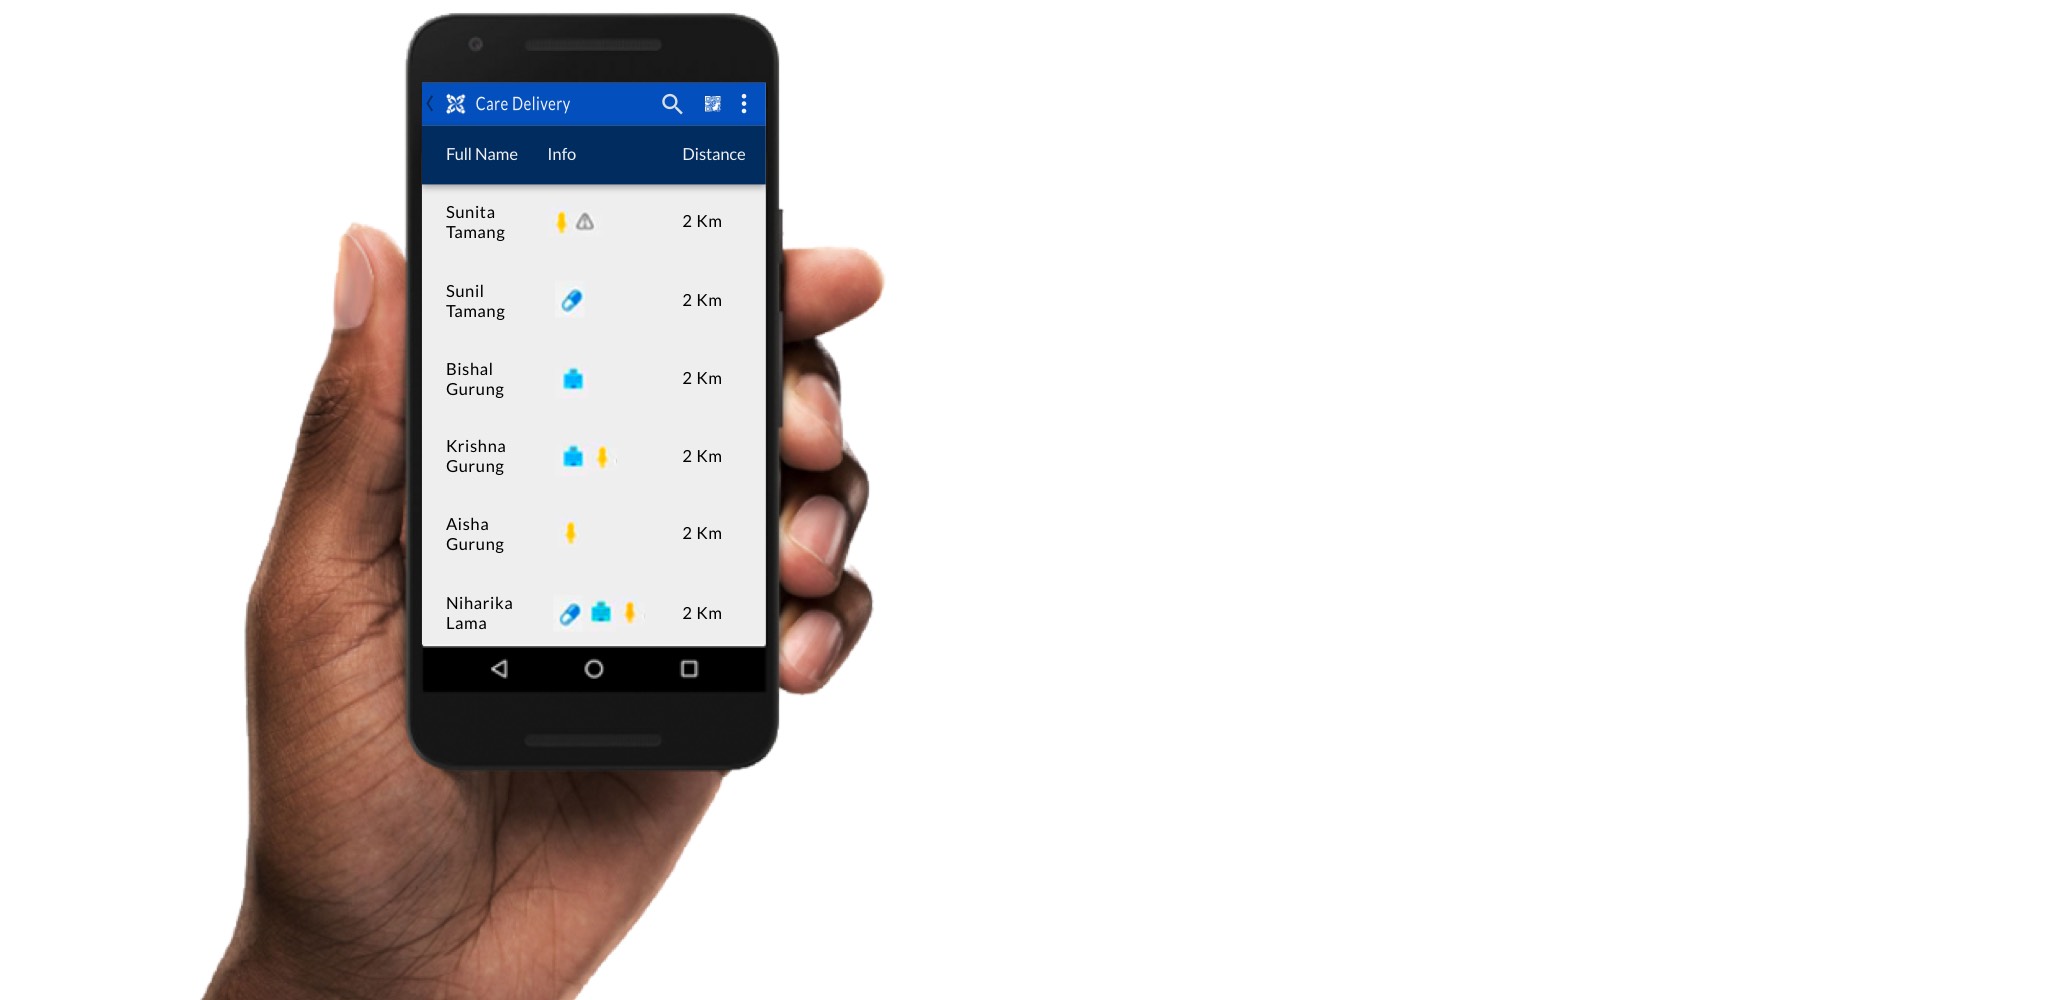 Care Delivery
Full Name Info Distance
Sunita
Tamang
2 Km
Sunil
Tamang
2 Km
Bishal
Gurung
2 Km
Krishna
Gurung
2 Km
Aisha
Gurung
2 Km
Niharika
Lama
2 Km